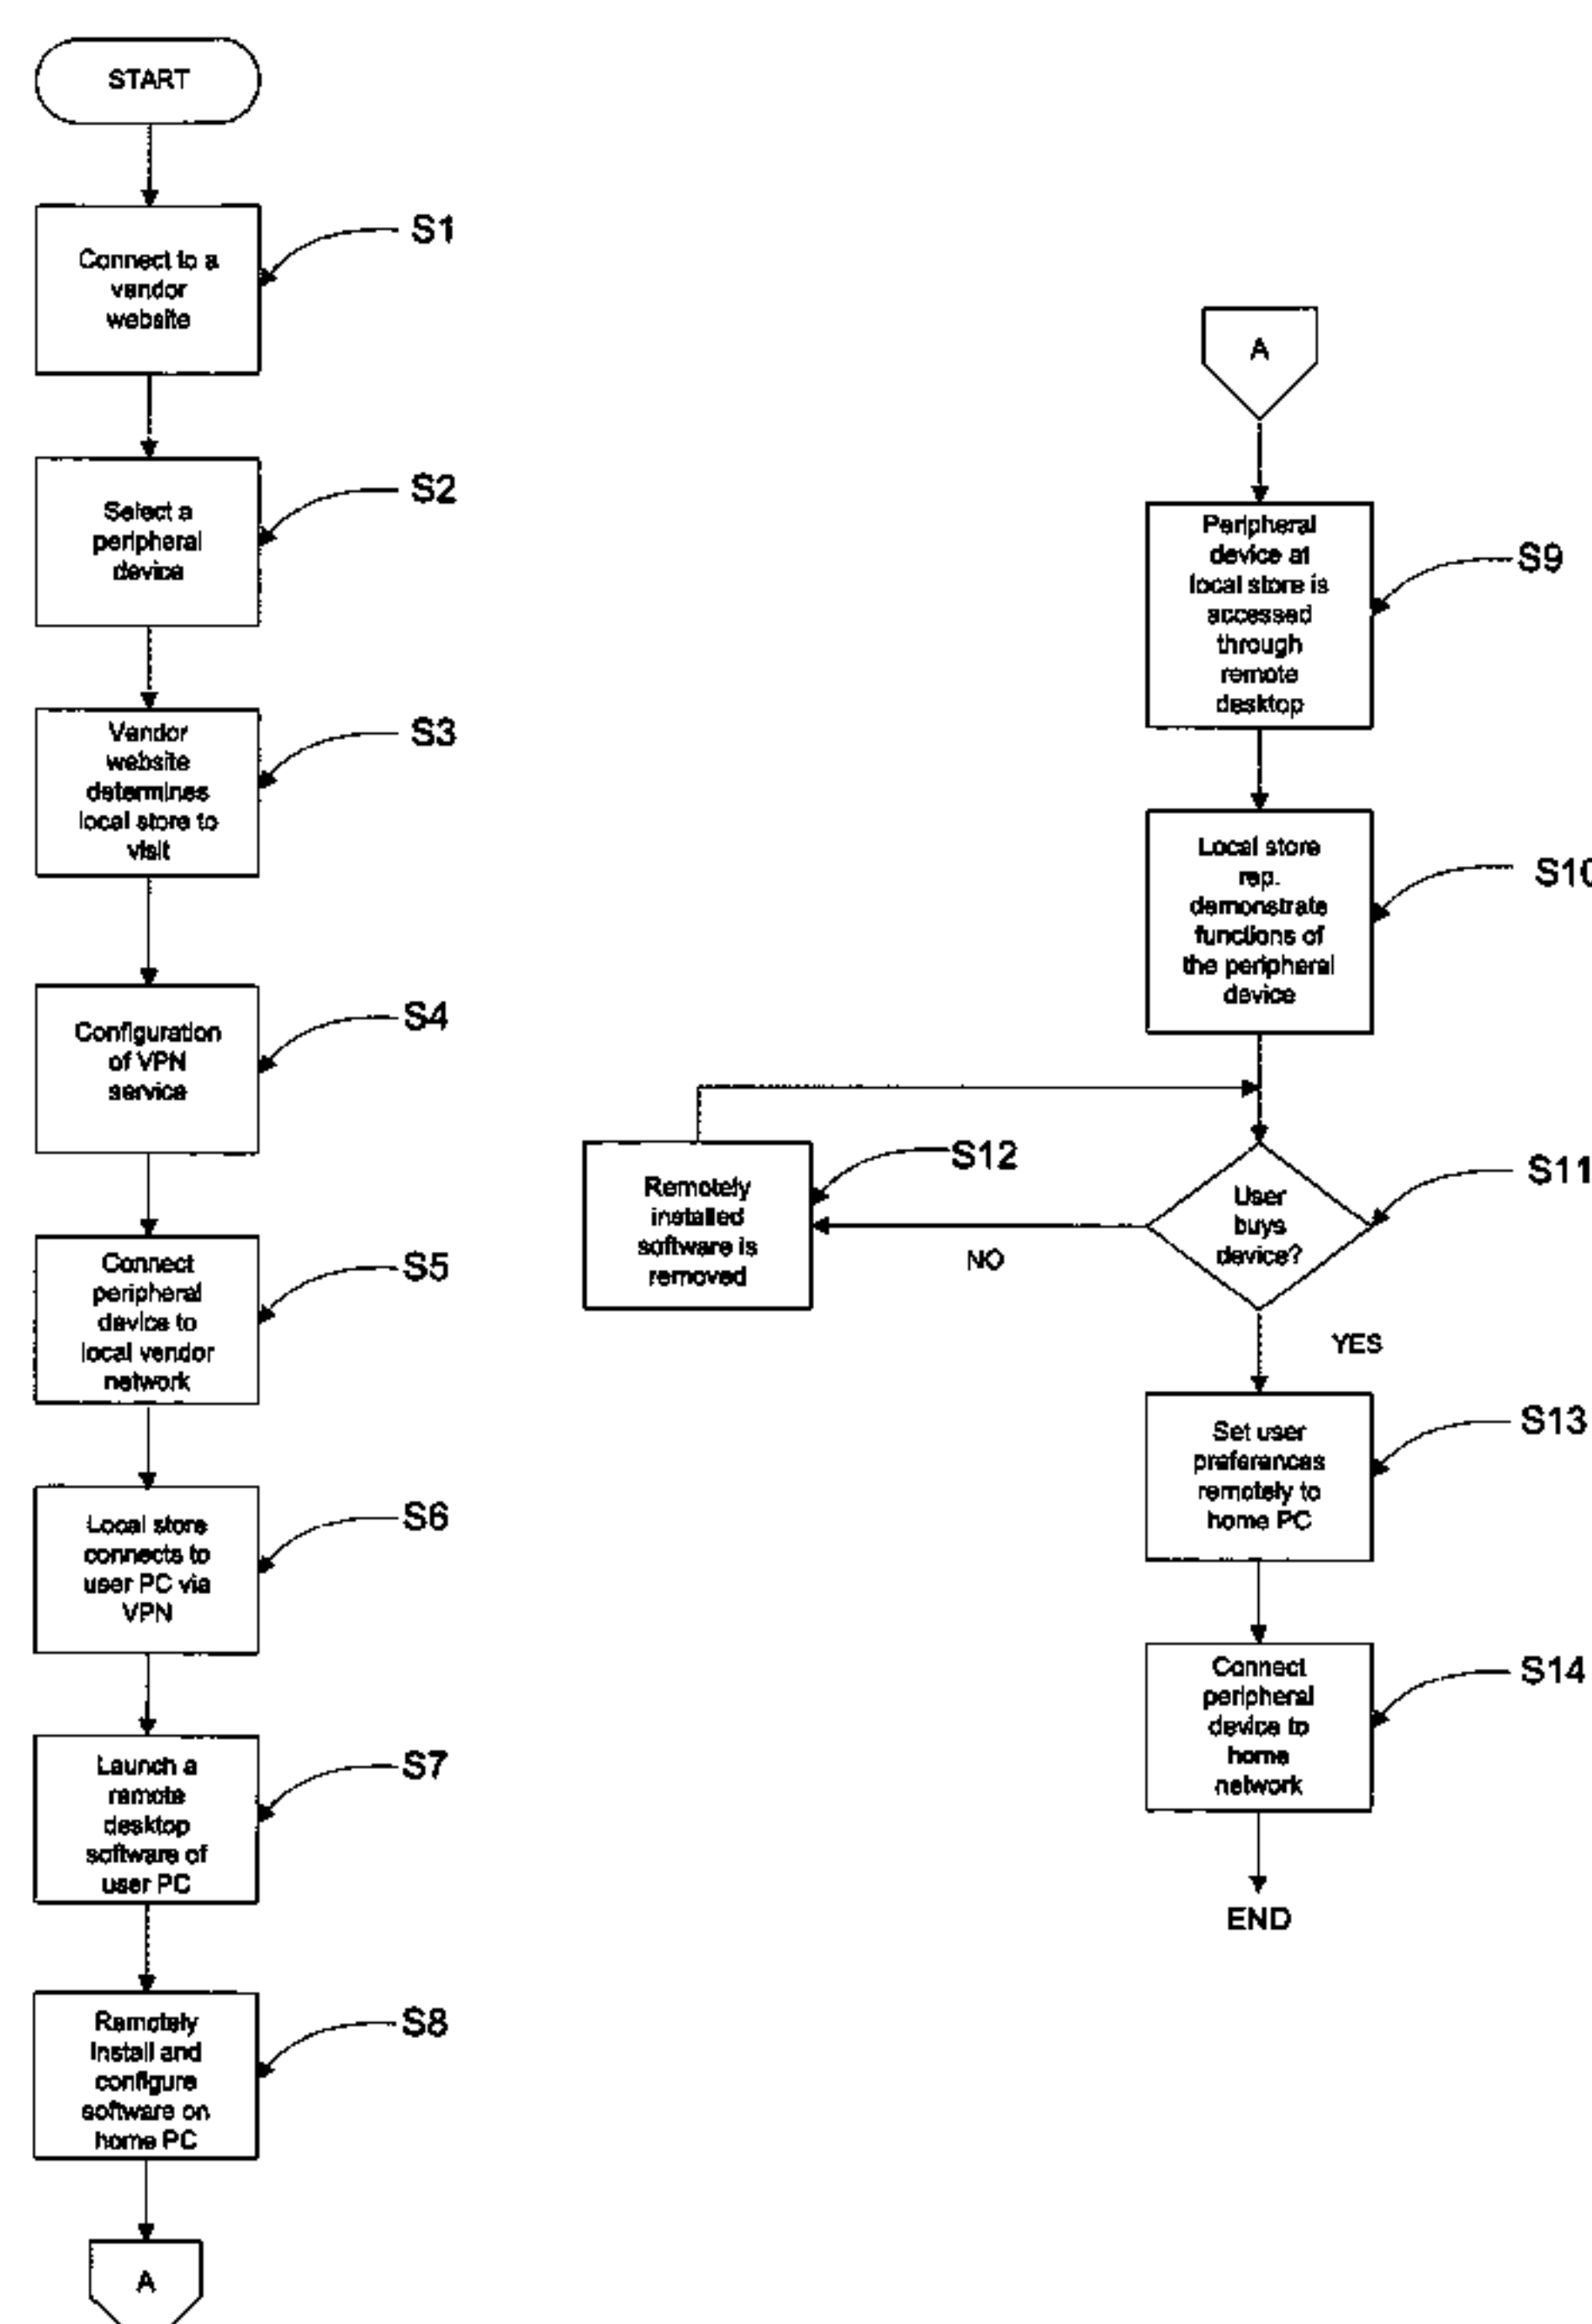 START
S1
Connect to a
vendor
website
S2
Select a
peripheral
device
S3
Vendor
website
determines
local store to
visit
S4
Configuration
of VPN
service
S5
Connect
peripheral
device to
local vendor
network
S6
Local store
connects to
user PC via
VPN
S7
Launch a
remote
desktop
software of
user PC
S8
Remotely
install and
configure
software on
home PC
A
A
S9
Peripheral
device at
local store is
accessed
through
remote
desktop
S10
Local store
rep.
demonstrate
functions of
the peripheral
device
S11
User
buys
device?
NO
S12
Remotely
installed
software is
removed
YES
S13
Set user
preferences
remotely to
home PC
S14
Connect
peripheral
device to
home
network
END